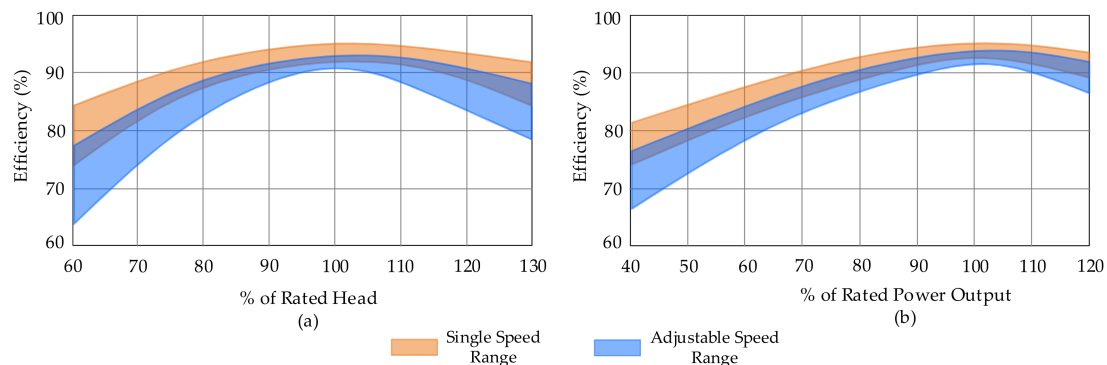 100
90
80
70
60
Efficiency (%)
60 70 80 90 100 110 120 130
% of Rated Head
(a)
100
90
80
70
60
Efficiency (%)
40 50 60 70 80 90 100 110 120
% of Rated Power Output
(b)
Single Speed
Range
Adjustable Speed
Range